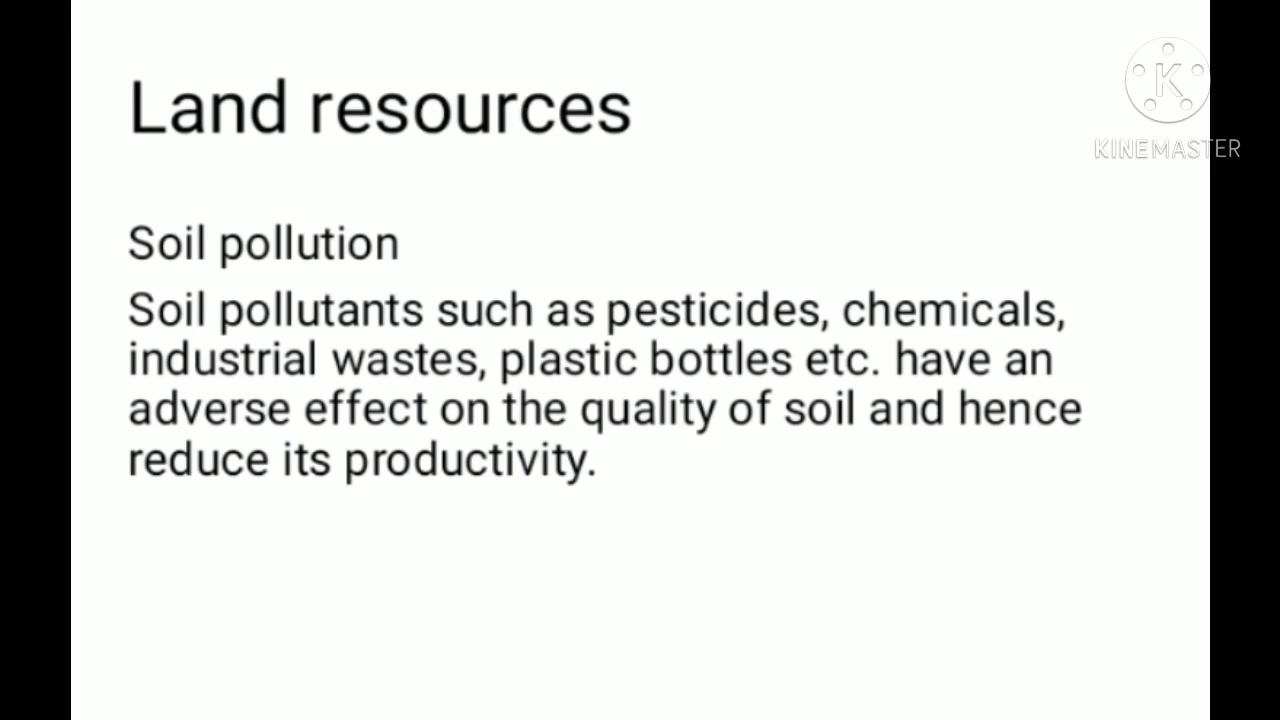 Land resources
K
KINEMASTER
Soil pollution
Soil pollutants such as pesticides, chemicals,
industrial wastes, plastic bottles etc. have an
adverse effect on the quality of soil and hence
reduce its productivity.